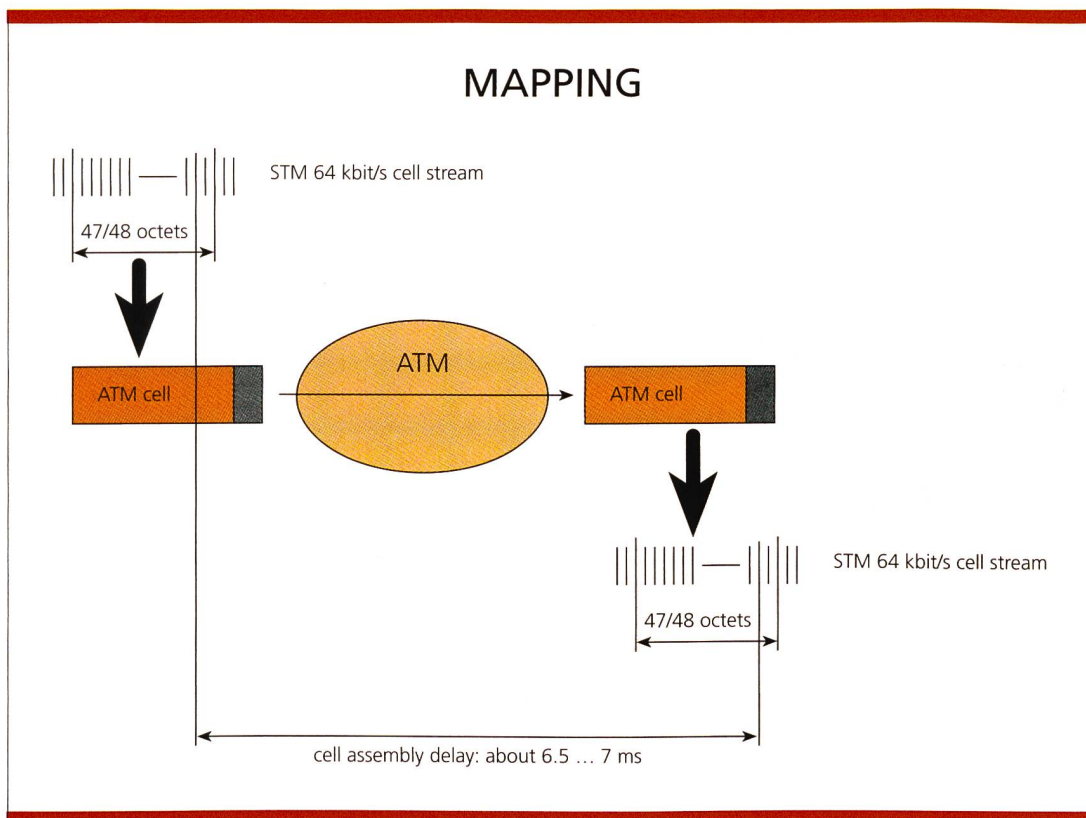 MAPPING
STM 64 kbit/s cell stream
47/48 octets
ATM cell
ATM
ATM cell
STM 64 kbit/s cell stream
47/48 octets
cell assembly delay: about 6.5 ... 7 ms